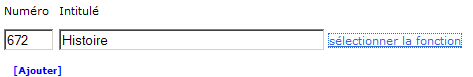 Numéro Intitulé
672 Histoire sélectionner la fonction
[Ajouter]